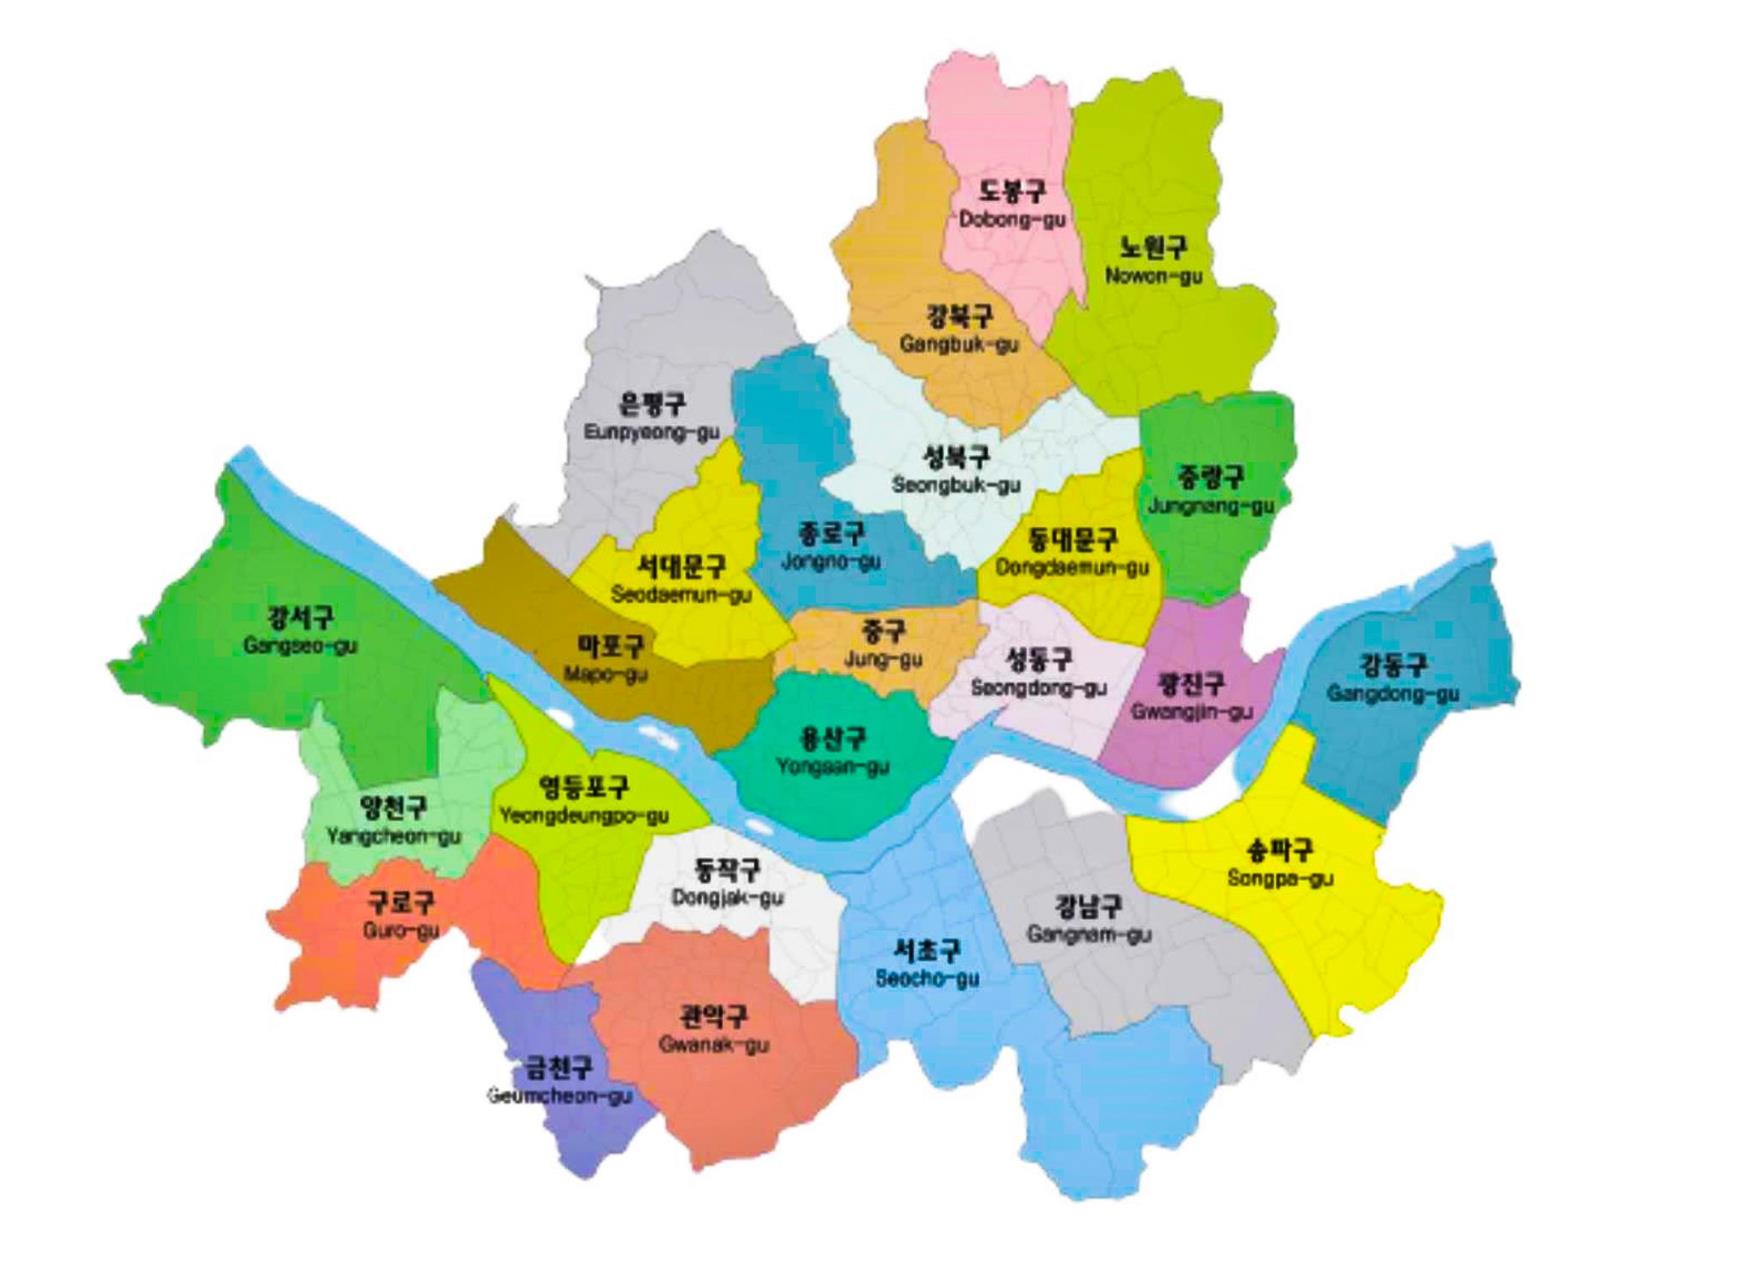 도봉구
Dobong-gu
노원구
Nowon-gu
강북구
Gangbuk-gu
은평구
Eunpyeong-gu
성북구
Seongbuk-gu
중랑구
Jungnang-gu
종로구
Jongno-gu
동대문구
Dongdaemun-gu
서대문구
Seodaemun-gu
강서구
Gangseo-gu
마포구
Mapo-gu
중구
Jung-gu
성동구
Seongdong-gu
광진구
Gwangjin-gu
강동구
Gangdong-gu
용산구
Yongsan-gu
양천구
Yangcheon-gu
영등포구
Yeongdeungpo-gu
동작구
Dongjak-gu
송파구
Songpa-gu
구로구
Guro-gu
강남구
Gangnam-gu
서초구
Seocho-gu
관악구
Gwanak-gu
금천구
Geumcheon-gu